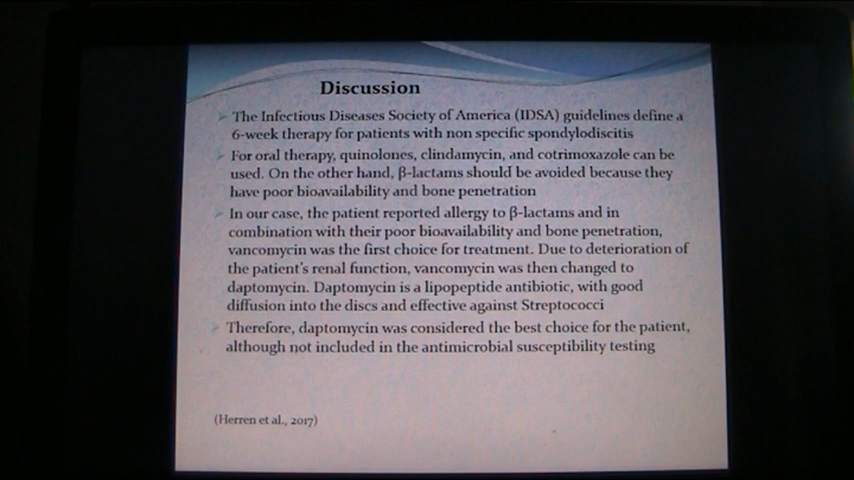 Discussion
The Infectious Diseases Society of America (IDSA) guidelines define a
6-week therapy for patients with non specific spondylodiscitis
For oral therapy, quinolones, clindamycin, and cotrimoxazole can be
used. On the other hand, β-lactams should be avoided because they
have poor bioavailability and bone penetration
In our case, the patient reported allergy to β-lactams and in
combination with their poor bioavailability and bone penetration,
vancomycin was the first choice for treatment. Due to deterioration of
the patient's renal function, vancomycin was then changed to
daptomycin. Daptomycin is a lipopeptide antibiotic, with good
diffusion into the discs and effective against Streptococci
Therefore, daptomycin was considered the best choice for the patient,
although not included in the antimicrobial susceptibility testing
(Herren et al., 2017)